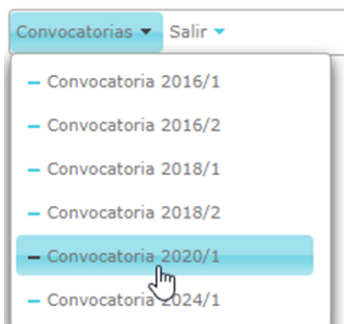 Convocatorias Salir
Convocatoria 2016/1
Convocatoria 2016/2
Convocatoria 2018/1
Convocatoria 2018/2
Convocatoria 2020/1
Convocatoria 2024/1